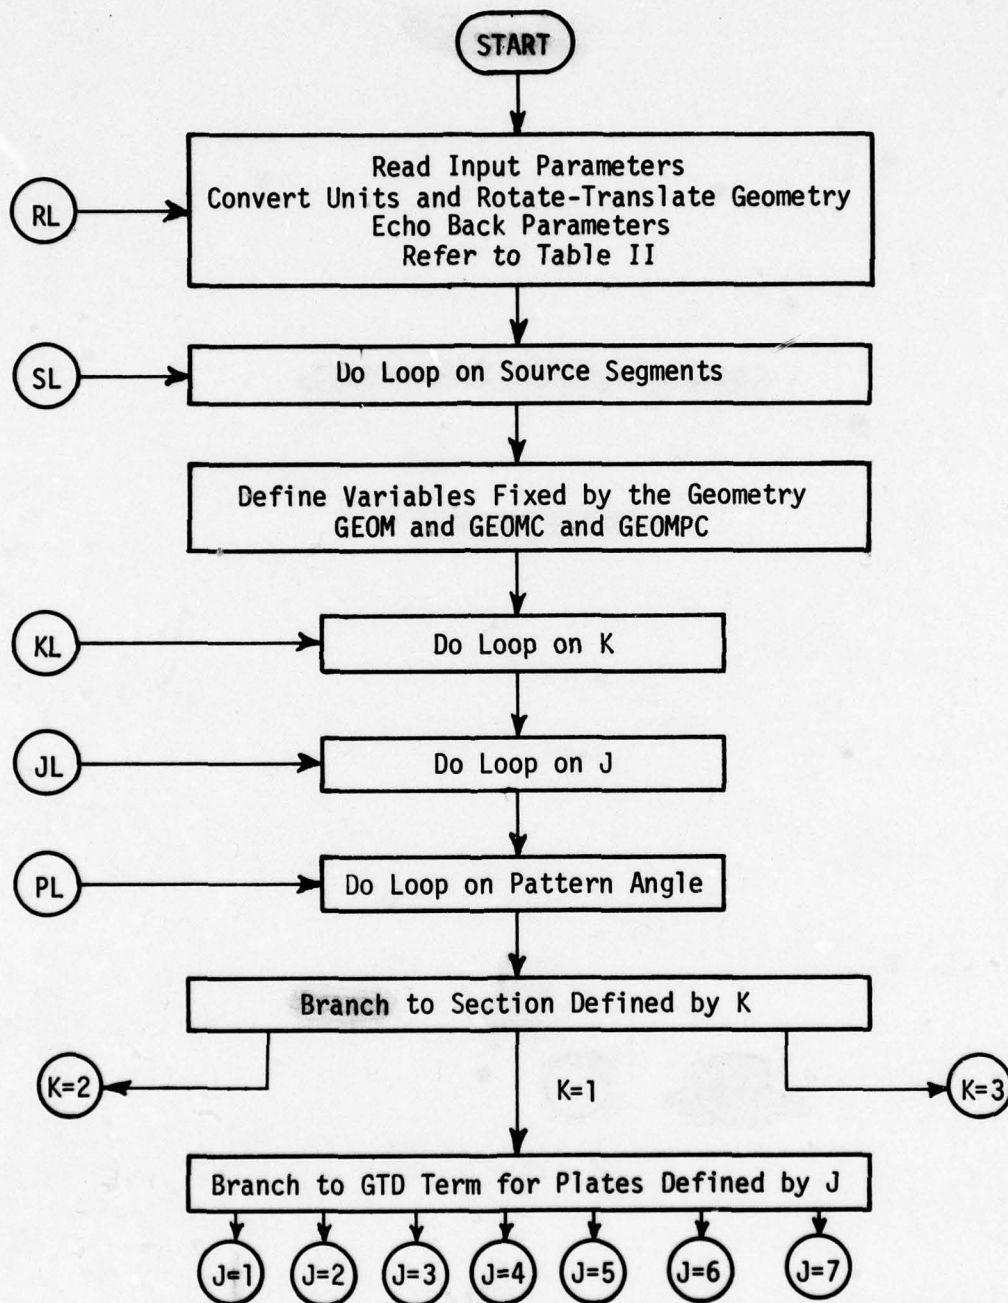 START
Read Input Parameters
RL
Convert Units and Rotate-Translate Geometry
Echo Back Parameters
Refer to Table II
SL
Do Loop on Source Segments
Define Variables Fixed by the Geometry
GEOM and GEOMC and GEOMPC
KL
Do Loop on K
JL
Do Loop on J
PL
Do Loop on Pattern Angle
Branch to Section Defined by K
K=2
K=1
K=3
Branch to GTD Term for Plates Defined by J
J=1
J=2
J=3
J=4
J=5
J=6
J=7